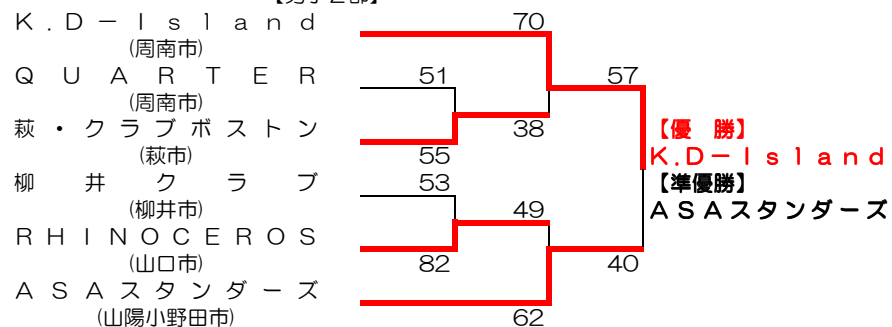 K.D－Island 70
(周南市)
QUARTER 51 57
(周南市)
萩・クラブボストン 38 【優 勝】
(萩市) 55 K.D－Island
柳井クラブ 53 【準優勝】
(柳井市) 49 ASAスタンダーズ
RHINOCEROS
(山口市) 82 40
ASAスタンダーズ
(山陽小野田市) 62